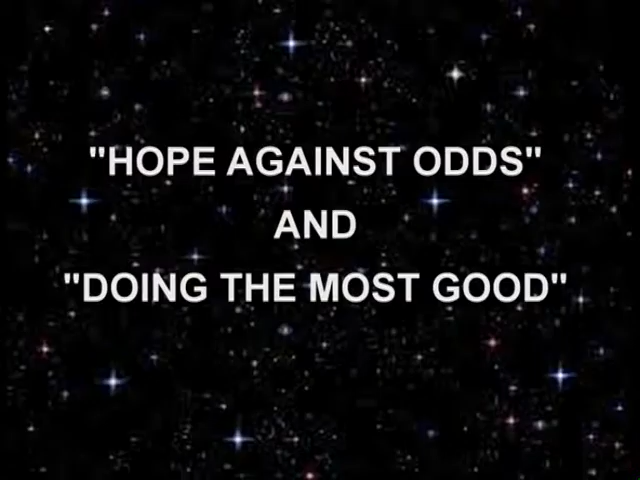 "HOPE AGAINST ODDS"
AND
"DOING THE MOST GOOD"